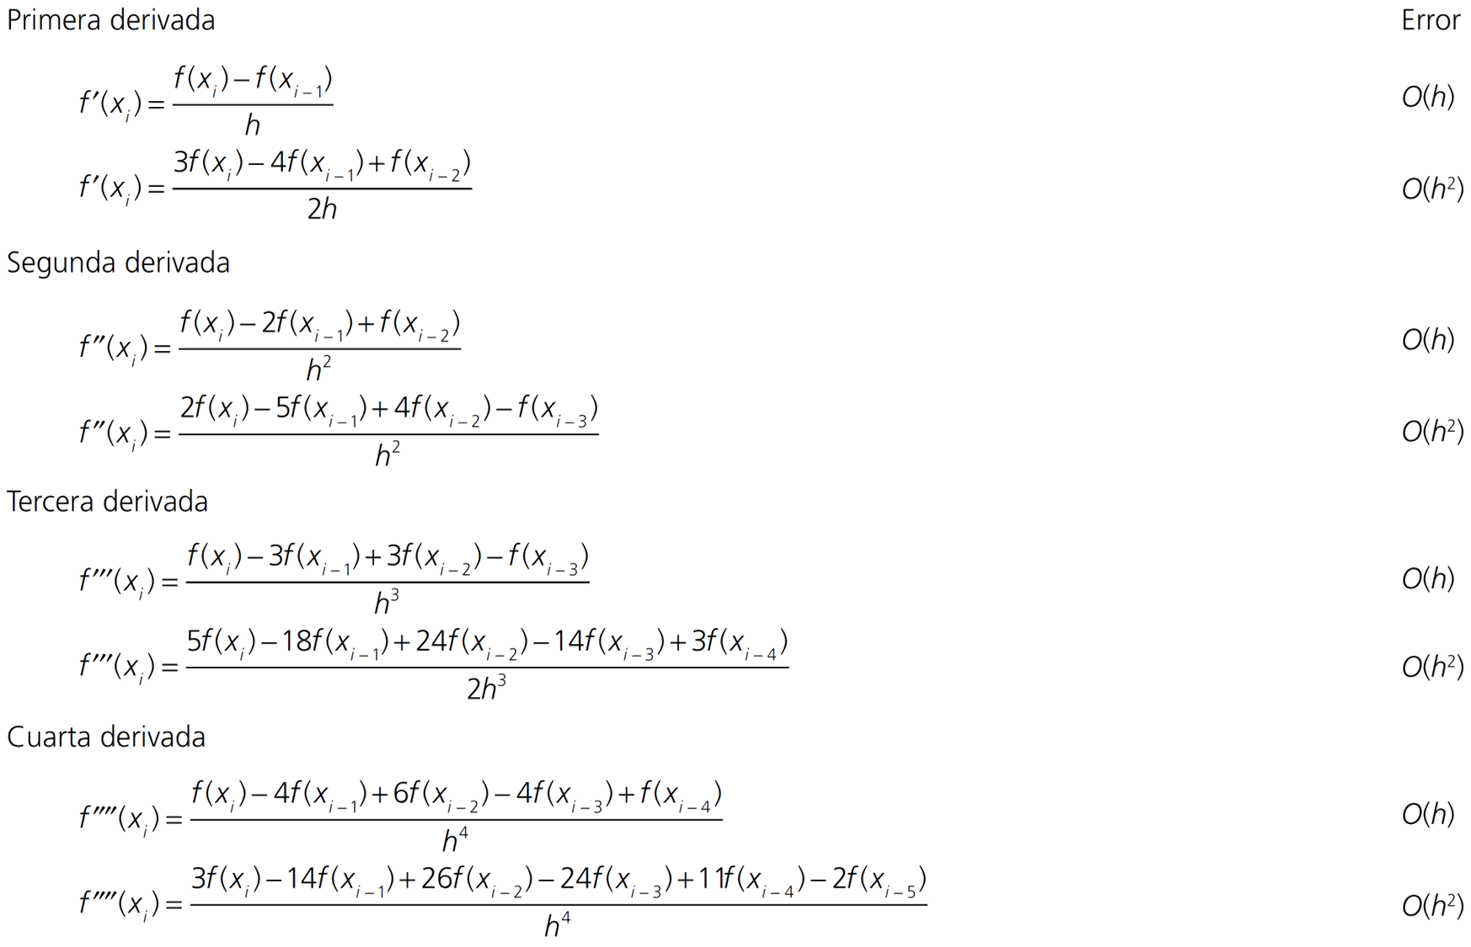 Primera derivada Error
f′(x_i) = (f(x_i) – f(x_{i–1})) / h O(h)
f′(x_i) = (3f(x_i) – 4f(x_{i–1}) + f(x_{i–2})) / 2h O(h²)
Segunda derivada
f″(x_i) = (f(x_i) – 2f(x_{i–1}) + f(x_{i–2})) / h² O(h)
f″(x_i) = (2f(x_i) – 5f(x_{i–1}) + 4f(x_{i–2}) – f(x_{i–3})) / h² O(h²)
Tercera derivada
f‴(x_i) = (f(x_i) – 3f(x_{i–1}) + 3f(x_{i–2}) – f(x_{i–3})) / h³ O(h)
f‴(x_i) = (5f(x_i) – 18f(x_{i–1}) + 24f(x_{i–2}) – 14f(x_{i–3}) + 3f(x_{i–4})) / 2h³ O(h²)
Cuarta derivada
f⁗(x_i) = (f(x_i) – 4f(x_{i–1}) + 6f(x_{i–2}) – 4f(x_{i–3}) + f(x_{i–4})) / h⁴ O(h)
f⁗(x_i) = (3f(x_i) – 14f(x_{i–1}) + 26f(x_{i–2}) – 24f(x_{i–3}) + 11f(x_{i–4}) – 2f(x_{i–5})) / h⁴ O(h²)